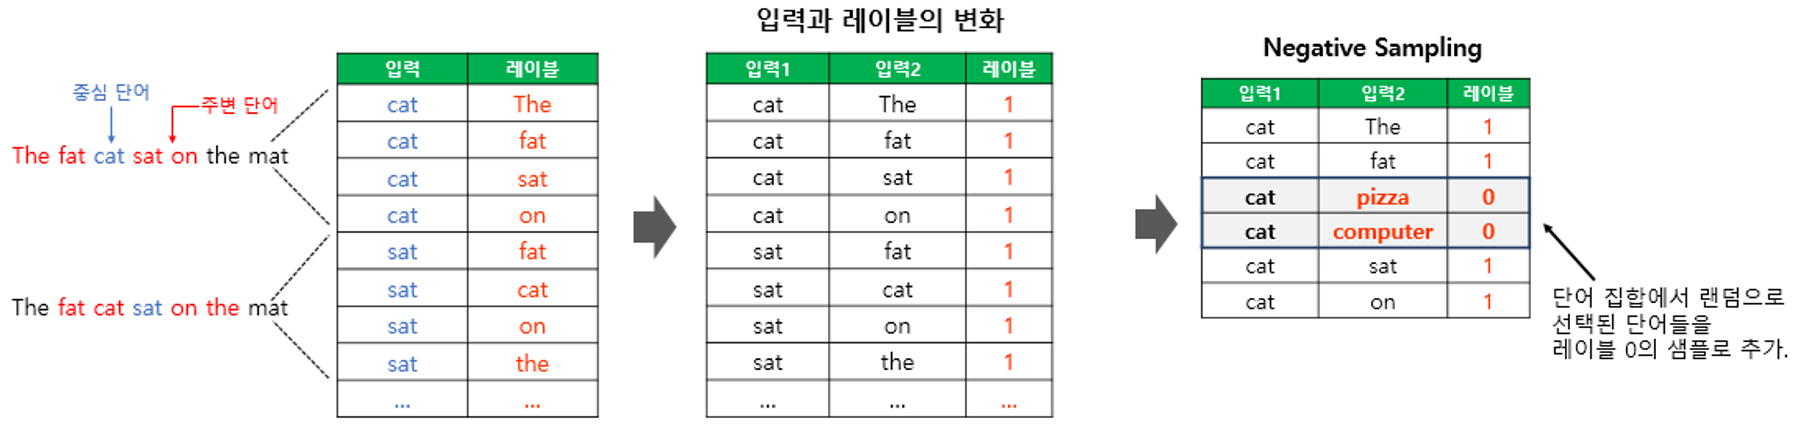 입력과 레이블의 변화
Negative Sampling
중심 단어
주변 단어
The fat cat sat on the mat
The fat cat sat on the mat
입력 레이블
cat The
cat fat
cat sat
cat on
sat fat
sat cat
sat on
sat the
... ...
입력1 입력2 레이블
cat The 1
cat fat 1
cat sat 1
cat on 1
sat fat 1
sat cat 1
sat on 1
sat the 1
... ... ...
입력1 입력2 레이블
cat The 1
cat fat 1
cat pizza 0
cat computer 0
cat sat 1
cat on 1
단어 집합에서 랜덤으로
선택된 단어들을
레이블 0의 샘플로 추가.